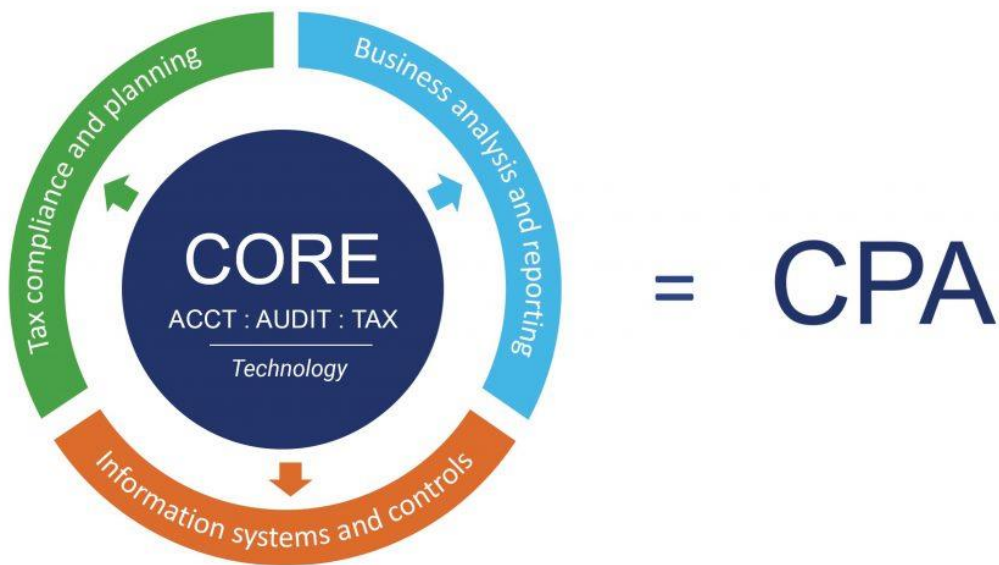 Tax compliance and planning
Business analysis and reporting
CORE
ACCT : AUDIT : TAX
Technology
Information systems and controls
= CPA